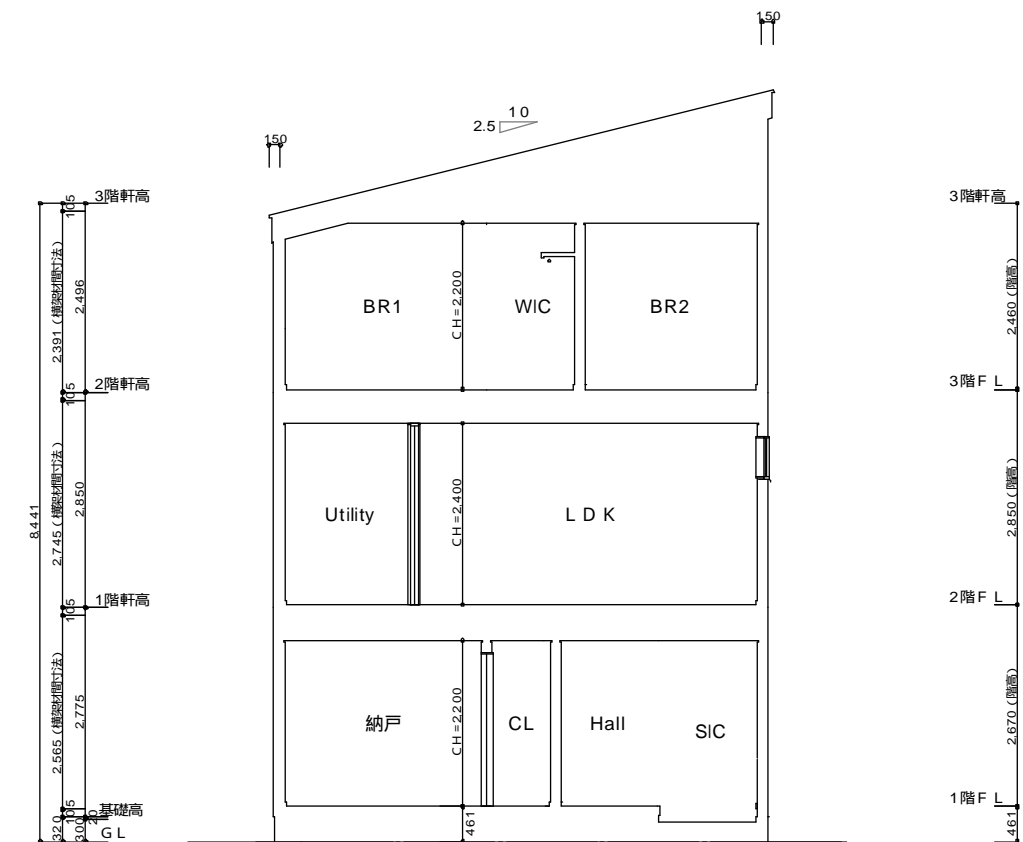 150
10
2.5
150
3階軒高
3階軒高
105
2,391（横架材間寸法）
2,496
BR1
CH=2,200
WIC
BR2
2,460（階高）
2階軒高
3階FL
105
8,441
2,745（横架材間寸法）
2,850
Utility
CH=2,400
LDK
2,850（階高）
1階軒高
2階FL
105
2,565（横架材間寸法）
2,775
納戸
CH=2,200
CL
Hall
SIC
2,670（階高）
基礎高
1階FL
105
20
320
300
GL
461
461